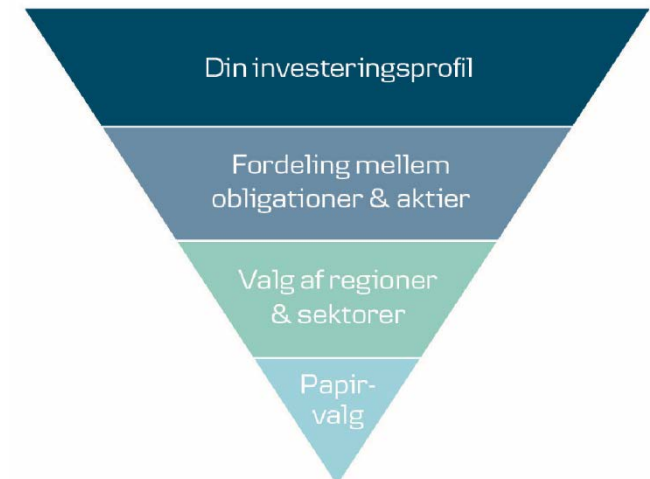 Din investeringsprofil
Fordeling mellem
obligationer & aktier
Valg af regioner
& sektorer
Papir-
valg